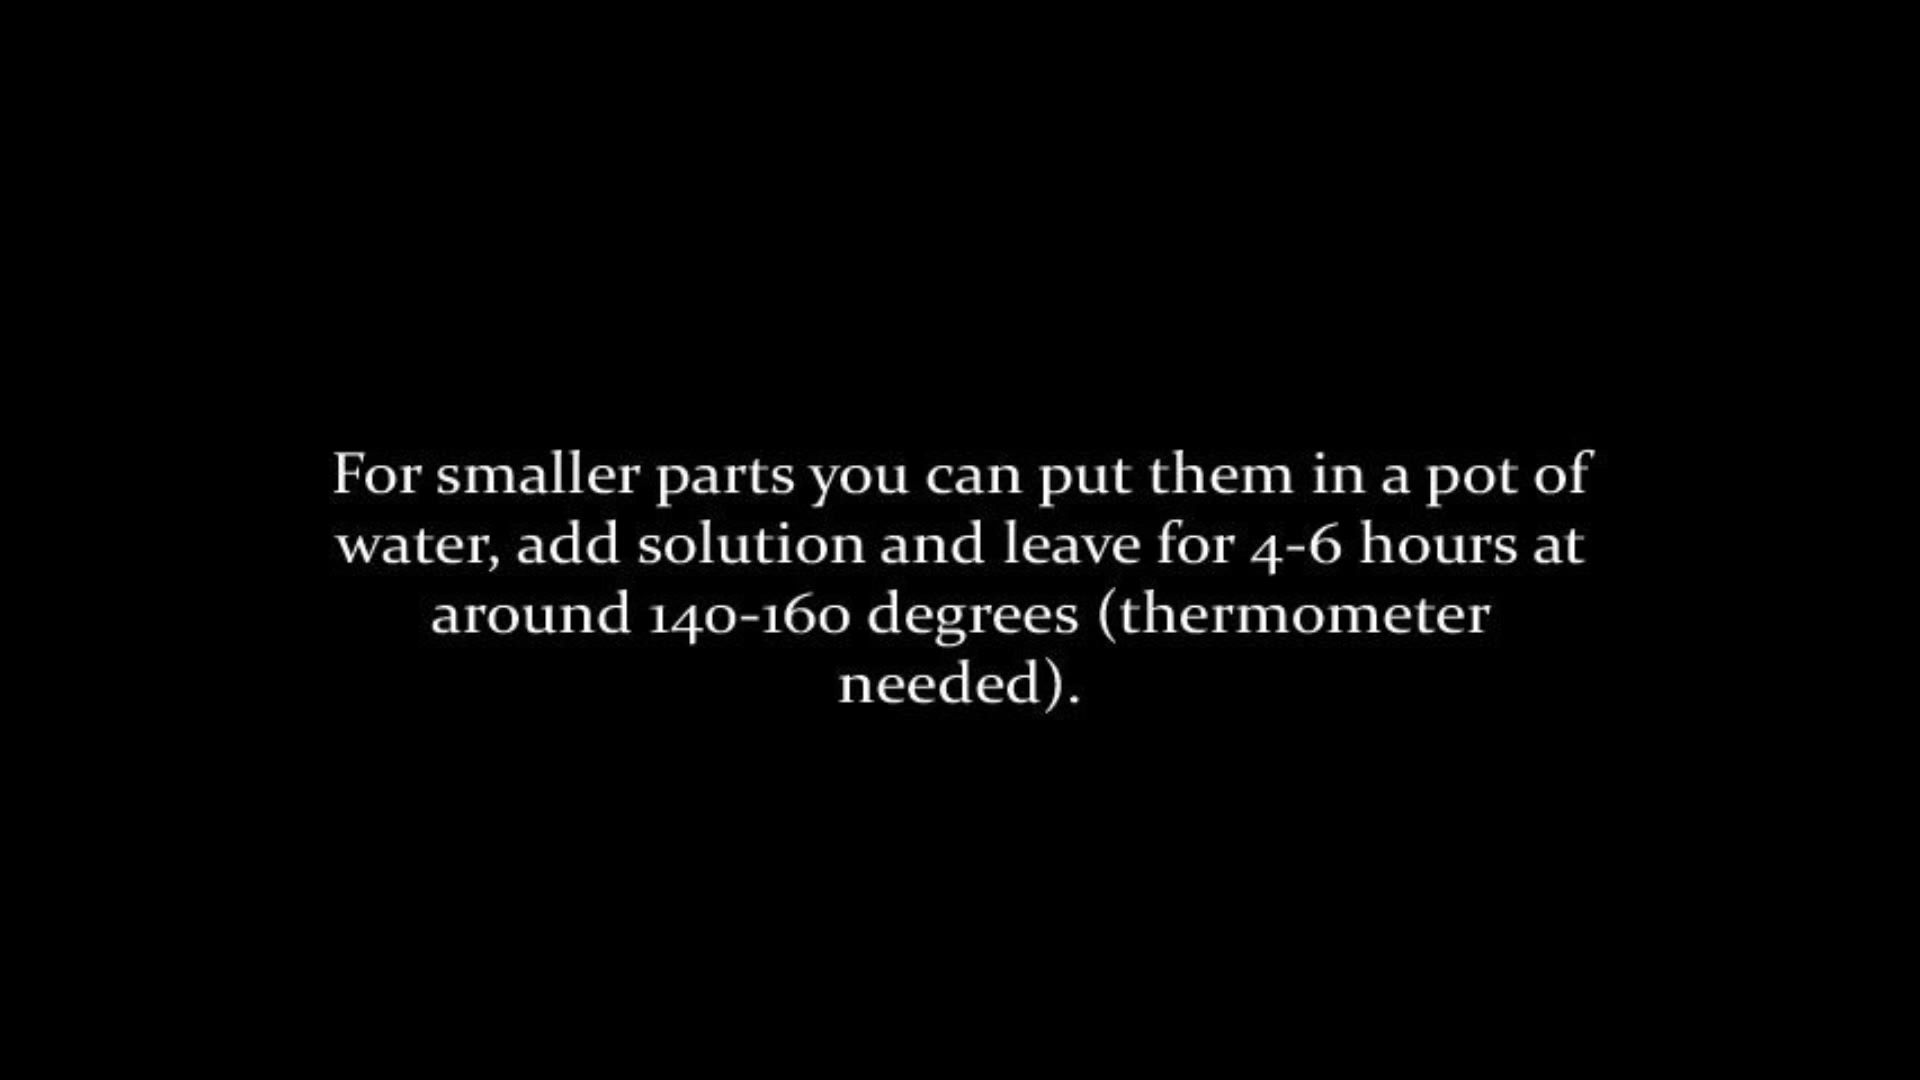 For smaller parts you can put them in a pot of
water, add solution and leave for 4-6 hours at
around 140-160 degrees (thermometer
needed).